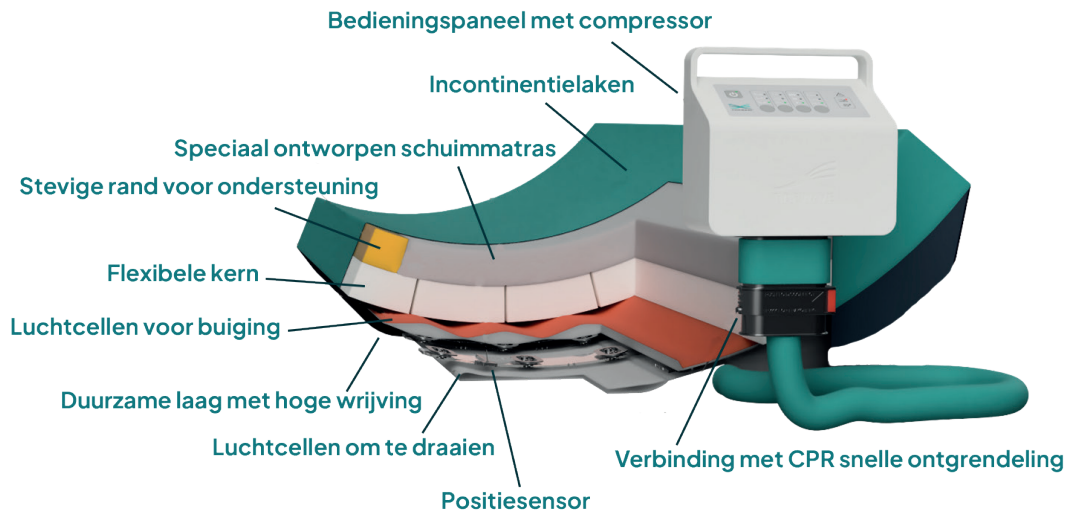 Bedieningspaneel met compressor
Incontinentielaken
Speciaal ontworpen schuimmatras
Stevige rand voor ondersteuning
Flexibele kern
Luchtcellen voor buiging
Duurzame laag met hoge wrijving
Luchtcellen om te draaien
Verbinding met CPR snelle ontgrendeling
Positiesensor